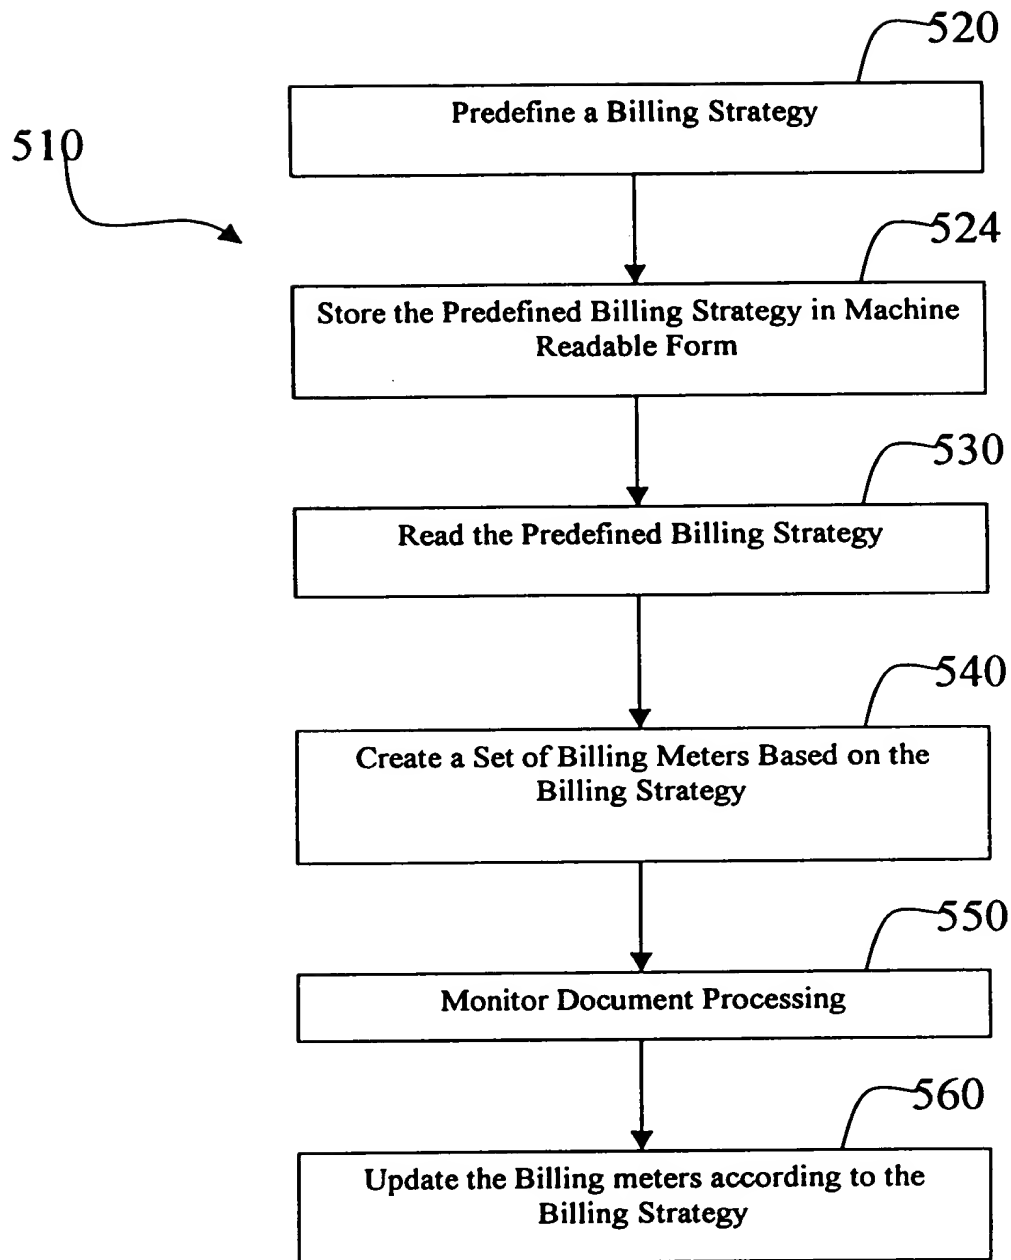 520
Predefine a Billing Strategy
510
524
Store the Predefined Billing Strategy in Machine
Readable Form
530
Read the Predefined Billing Strategy
540
Create a Set of Billing Meters Based on the
Billing Strategy
550
Monitor Document Processing
560
Update the Billing meters according to the
Billing Strategy